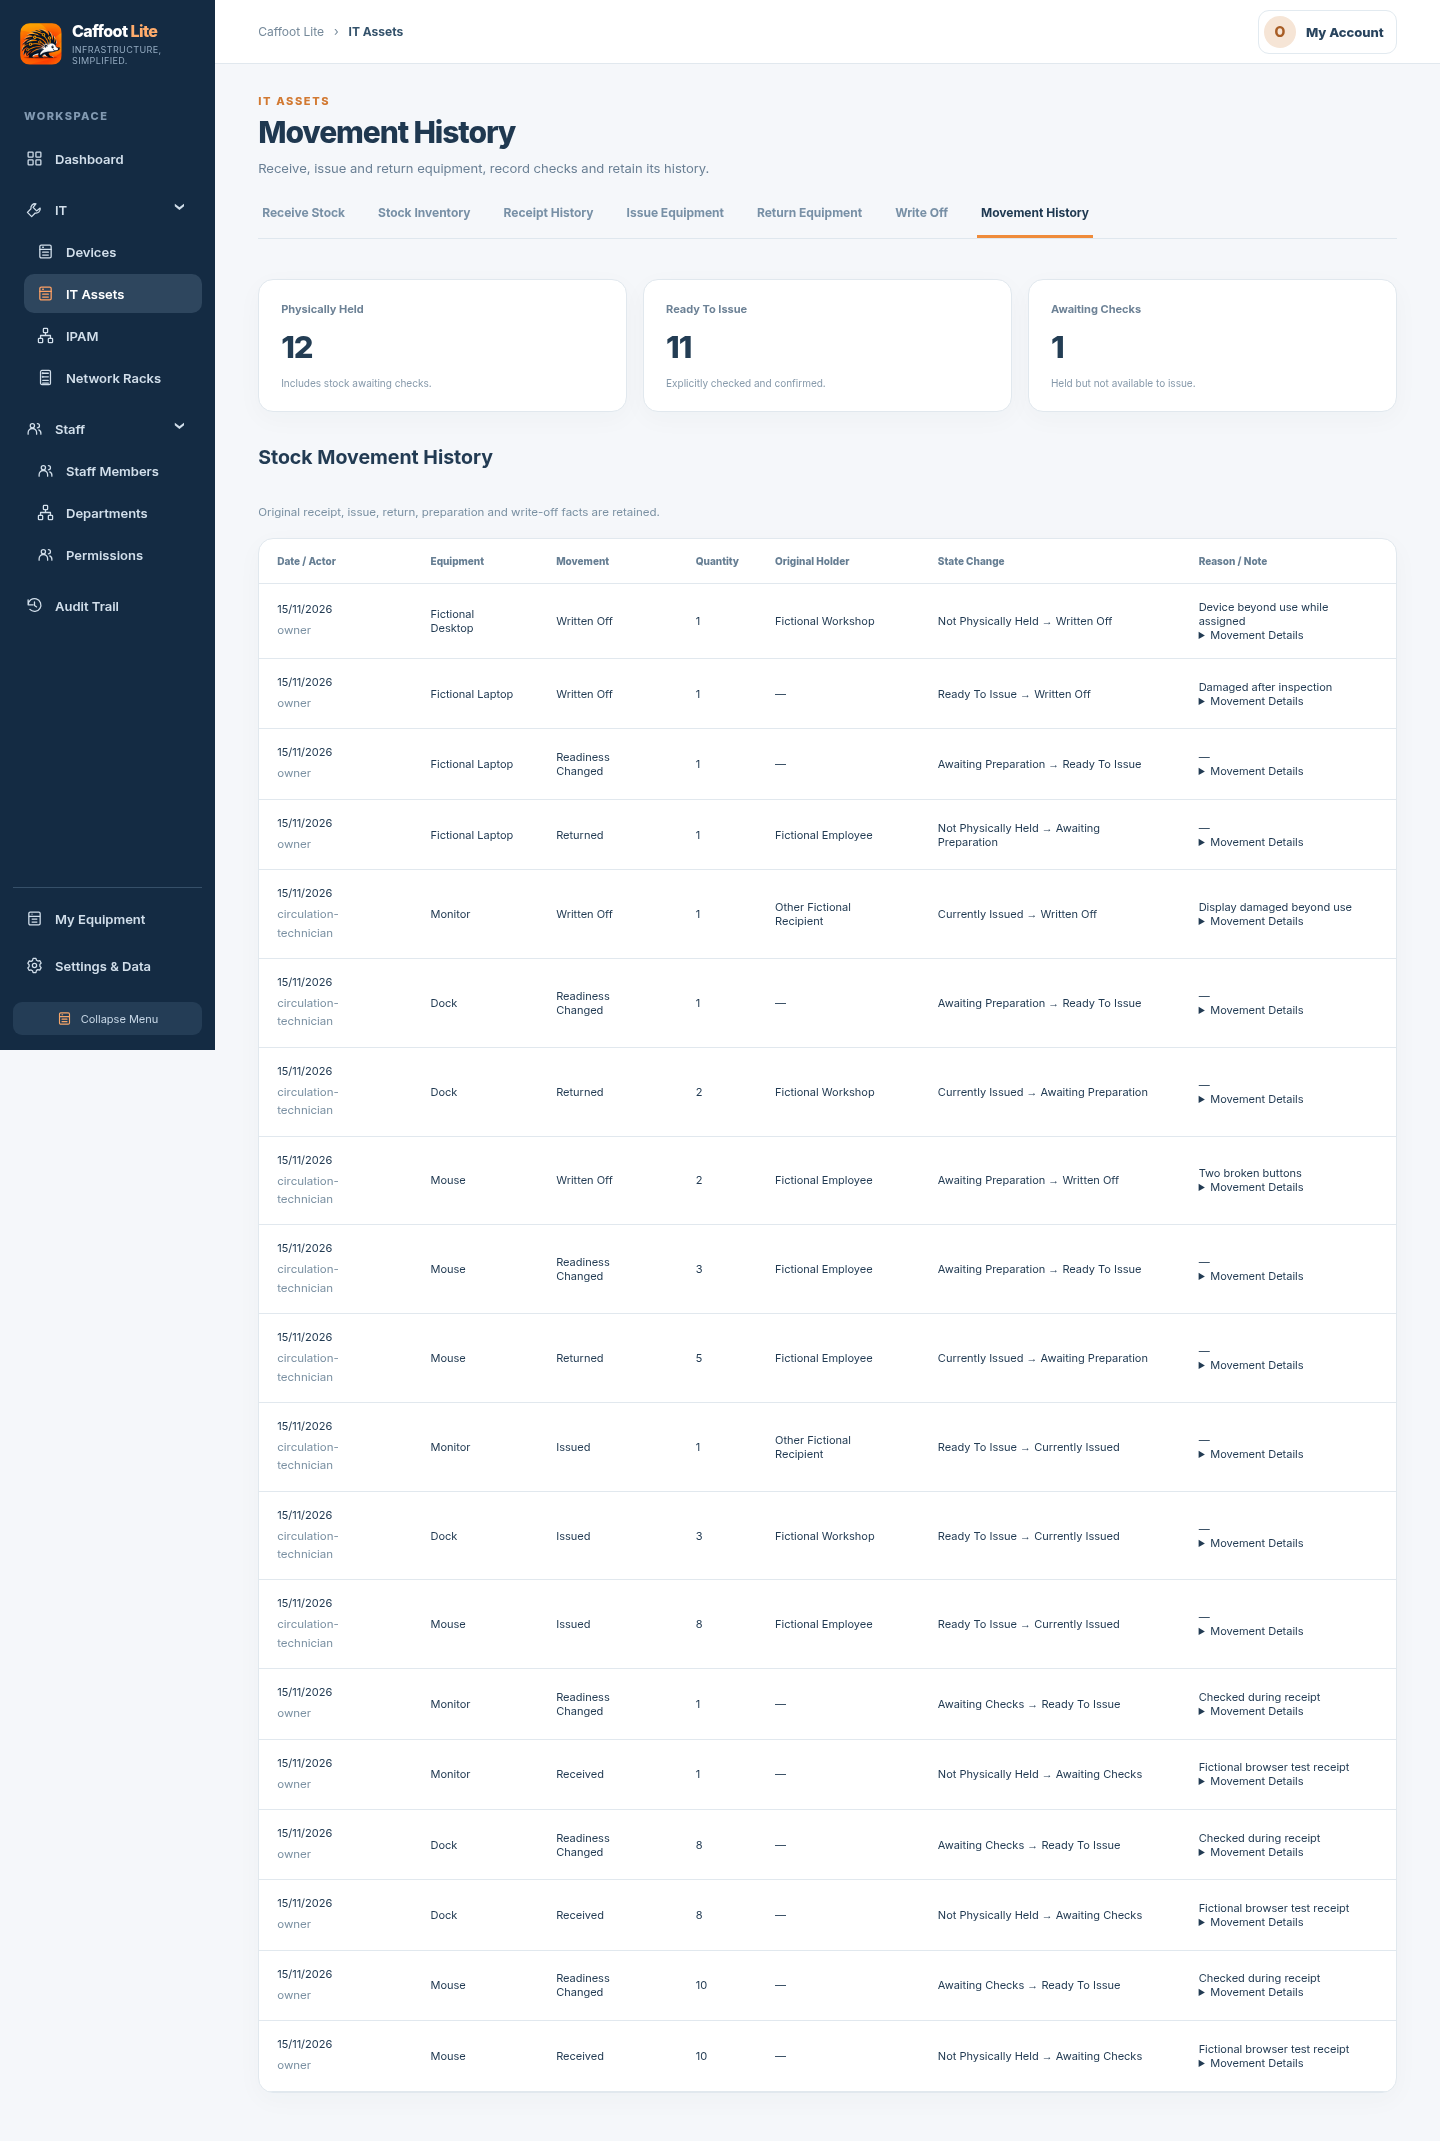 Caffoot Lite
INFRASTRUCTURE,
SIMPLIFIED.
WORKSPACE
Dashboard
IT
Devices
IT Assets
IPAM
Network Racks
Staff
Staff Members
Departments
Permissions
Audit Trail
My Equipment
Settings & Data
Collapse Menu
Caffoot Lite › IT Assets
O My Account
IT ASSETS
Movement History
Receive, issue and return equipment, record checks and retain its history.
Receive Stock Stock Inventory Receipt History Issue Equipment Return Equipment Write Off Movement History
Physically Held
12
Includes stock awaiting checks.
Ready To Issue
11
Explicitly checked and confirmed.
Awaiting Checks
1
Held but not available to issue.
Stock Movement History
Original receipt, issue, return, preparation and write-off facts are retained.
Date / Actor Equipment Movement Quantity Original Holder State Change Reason / Note
15/11/2026
owner
Fictional
Desktop
Written Off
1
Fictional Workshop
Not Physically Held → Written Off
Device beyond use while
assigned
▶ Movement Details
15/11/2026
owner
Fictional Laptop
Written Off
1
—
Ready To Issue → Written Off
Damaged after inspection
▶ Movement Details
15/11/2026
owner
Fictional Laptop
Readiness
Changed
1
—
Awaiting Preparation → Ready To Issue
—
▶ Movement Details
15/11/2026
owner
Fictional Laptop
Returned
1
Fictional Employee
Not Physically Held → Awaiting
Preparation
—
▶ Movement Details
15/11/2026
circulation-
technician
Monitor
Written Off
1
Other Fictional
Recipient
Currently Issued → Written Off
Display damaged beyond use
▶ Movement Details
15/11/2026
circulation-
technician
Dock
Readiness
Changed
1
—
Awaiting Preparation → Ready To Issue
—
▶ Movement Details
15/11/2026
circulation-
technician
Dock
Returned
2
Fictional Workshop
Currently Issued → Awaiting Preparation
—
▶ Movement Details
15/11/2026
circulation-
technician
Mouse
Written Off
2
Fictional Employee
Awaiting Preparation → Written Off
Two broken buttons
▶ Movement Details
15/11/2026
circulation-
technician
Mouse
Readiness
Changed
3
Fictional Employee
Awaiting Preparation → Ready To Issue
—
▶ Movement Details
15/11/2026
circulation-
technician
Mouse
Returned
5
Fictional Employee
Currently Issued → Awaiting Preparation
—
▶ Movement Details
15/11/2026
circulation-
technician
Monitor
Issued
1
Other Fictional
Recipient
Ready To Issue → Currently Issued
—
▶ Movement Details
15/11/2026
circulation-
technician
Dock
Issued
3
Fictional Workshop
Ready To Issue → Currently Issued
—
▶ Movement Details
15/11/2026
circulation-
technician
Mouse
Issued
8
Fictional Employee
Ready To Issue → Currently Issued
—
▶ Movement Details
15/11/2026
owner
Monitor
Readiness
Changed
1
—
Awaiting Checks → Ready To Issue
Checked during receipt
▶ Movement Details
15/11/2026
owner
Monitor
Received
1
—
Not Physically Held → Awaiting Checks
Fictional browser test receipt
▶ Movement Details
15/11/2026
owner
Dock
Readiness
Changed
8
—
Awaiting Checks → Ready To Issue
Checked during receipt
▶ Movement Details
15/11/2026
owner
Dock
Received
8
—
Not Physically Held → Awaiting Checks
Fictional browser test receipt
▶ Movement Details
15/11/2026
owner
Mouse
Readiness
Changed
10
—
Awaiting Checks → Ready To Issue
Checked during receipt
▶ Movement Details
15/11/2026
owner
Mouse
Received
10
—
Not Physically Held → Awaiting Checks
Fictional browser test receipt
▶ Movement Details